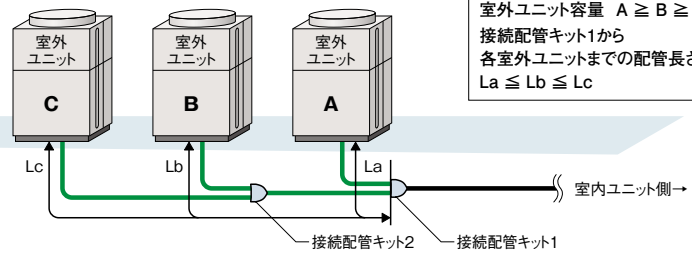 室外ユニット容量 A ≧ B ≧
接続配管キット1から
各室外ユニットまでの配管長さ
La ≦ Lb ≦ Lc
室外
ユニット
C
室外
ユニット
B
室外
ユニット
A
Lc
Lb
La
室内ユニット側→
接続配管キット2
接続配管キット1